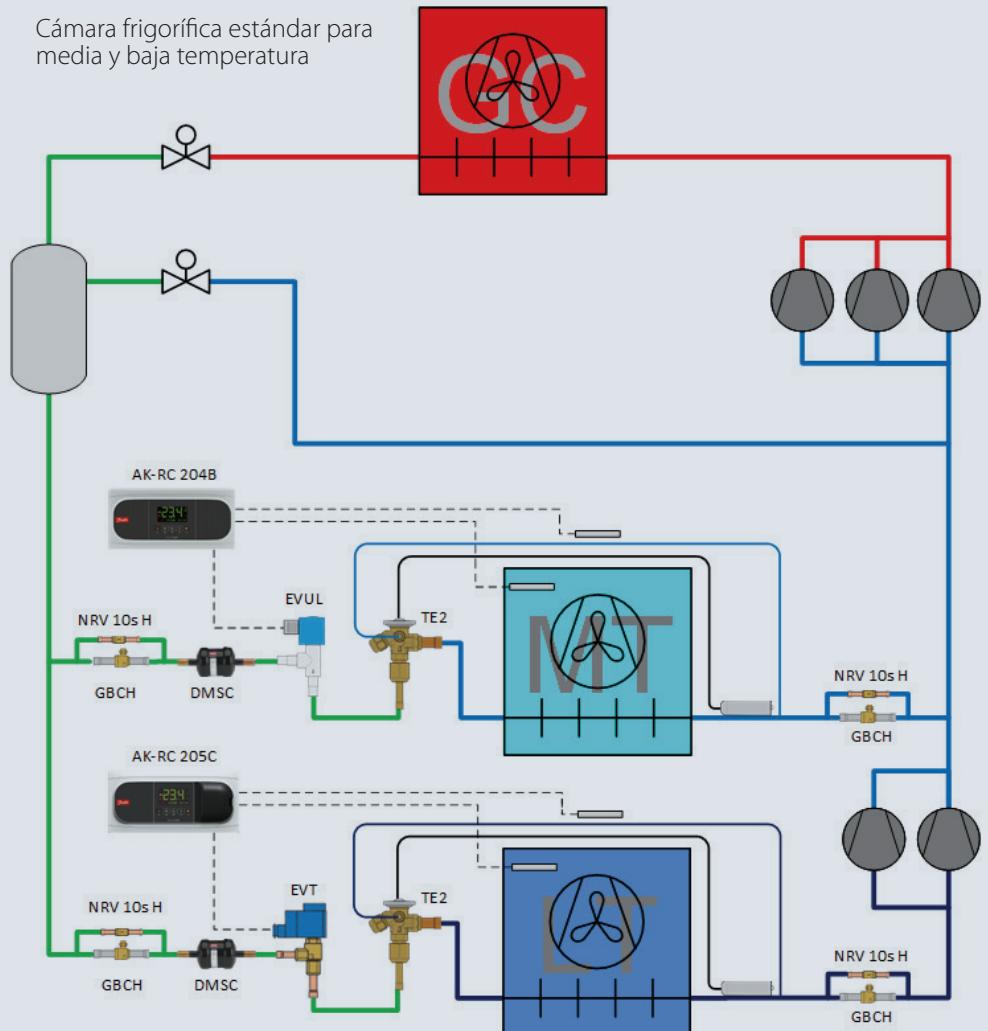 Cámara frigorífica estándar para
media y baja temperatura
GC
AK-RC 204B
-23.4
EVUL
TE2
NRV 10s H
MT
GBCH
DMSC
NRV 10s H
GBCH
AK-RC 205C
-23.4
EVT
TE2
NRV 10s H
LT
GBCH
DMSC
NRV 10s H
GBCH